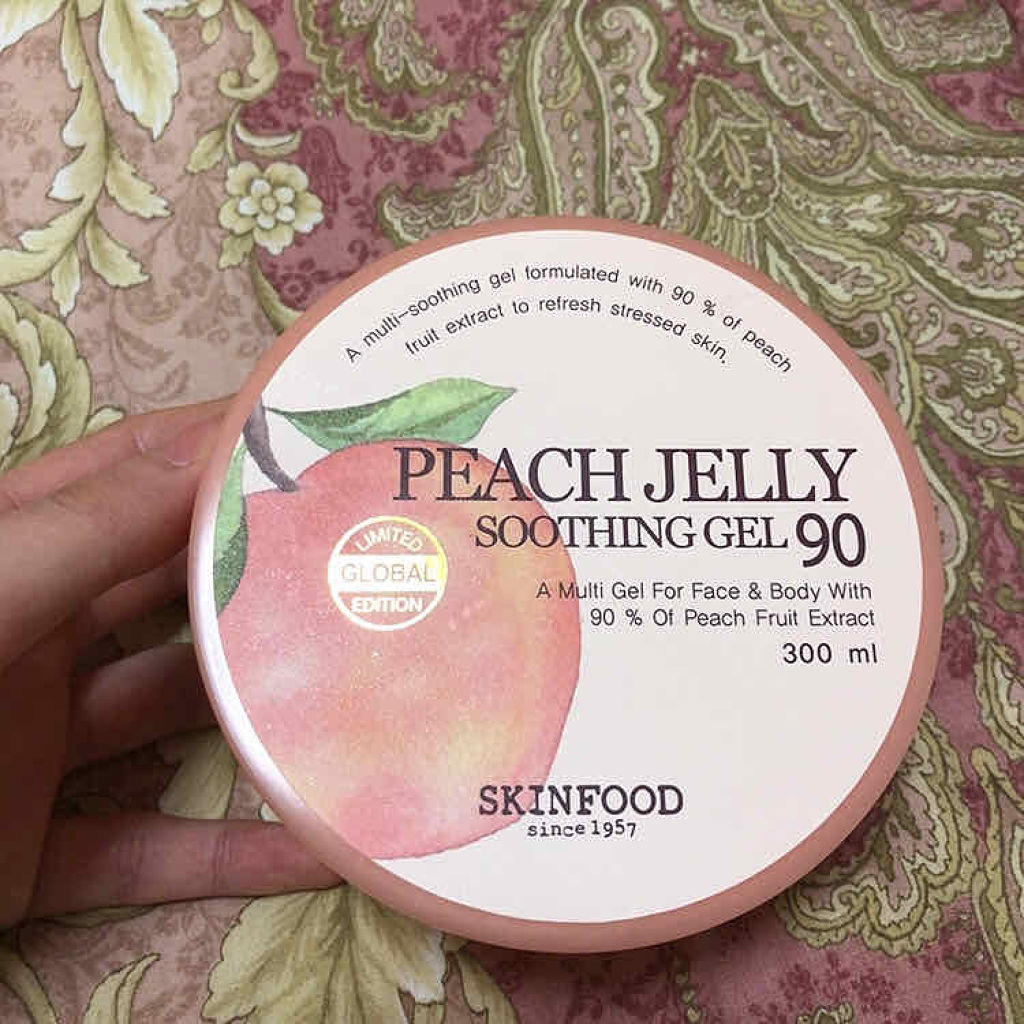 A multi-soothing gel formulated with 90 % of peach
fruit extract to refresh stressed skin.
PEACH JELLY
SOOTHING GEL 90
LIMITED
GLOBAL
EDITION
A Multi Gel For Face & Body With
90 % Of Peach Fruit Extract
300 ml
SKINFOOD
since 1957